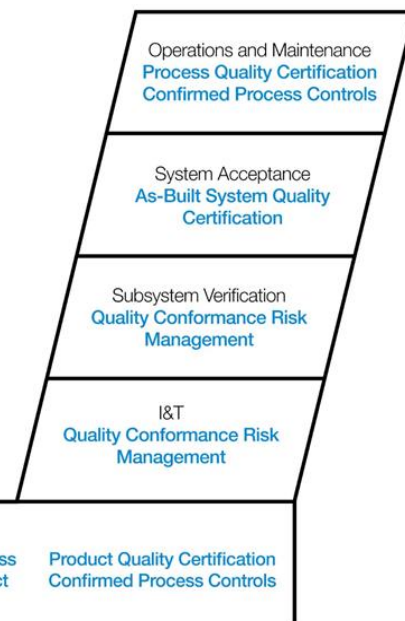 Operations and Maintenance
Process Quality Certification
Confirmed Process Controls
System Acceptance
As-Built System Quality
Certification
Subsystem Verification
Quality Conformance Risk
Management
I&T
Quality Conformance Risk
Management
Product Quality Certification
Confirmed Process Controls